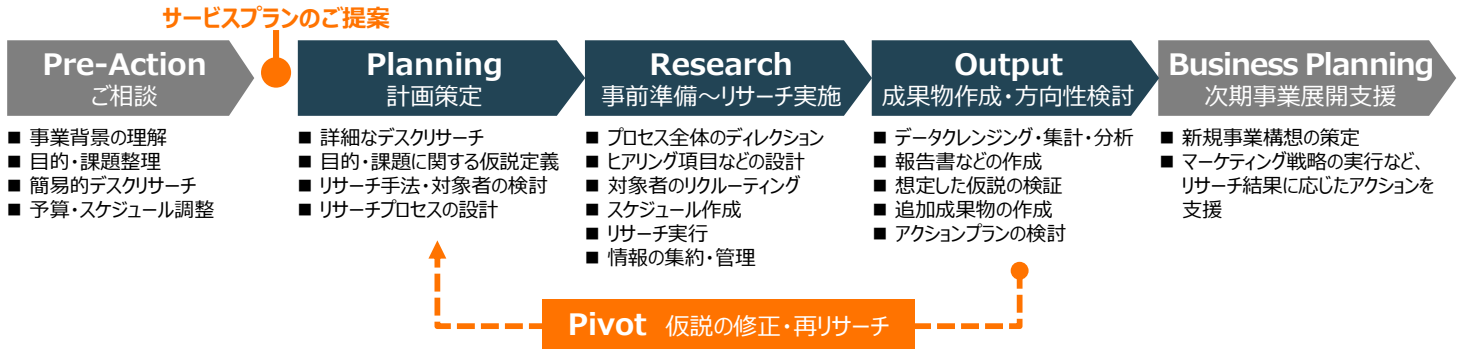 サービスプランのご提案
Pre-Action
ご相談
■ 事業背景の理解
■ 目的・課題整理
■ 簡易的デスクリサーチ
■ 予算・スケジュール調整
Planning
計画策定
■ 詳細なデスクリサーチ
■ 目的・課題に関する仮説定義
■ リサーチ手法・対象者の検討
■ リサーチプロセスの設計
Research
事前準備～リサーチ実施
■ プロセス全体のディレクション
■ ヒアリング項目などの設計
■ 対象者のリクルーティング
■ スケジュール作成
■ リサーチ実行
■ 情報の集約・管理
Output
成果物作成・方向性検討
■ データクレンジング・集計・分析
■ 報告書などの作成
■ 想定した仮説の検証
■ 追加成果物の作成
■ アクションプランの検討
Business Planning
次期事業展開支援
■ 新規事業構想の策定
■ マーケティング戦略の実行など、
リサーチ結果に応じたアクションを
支援
Pivot 仮説の修正・再リサーチ